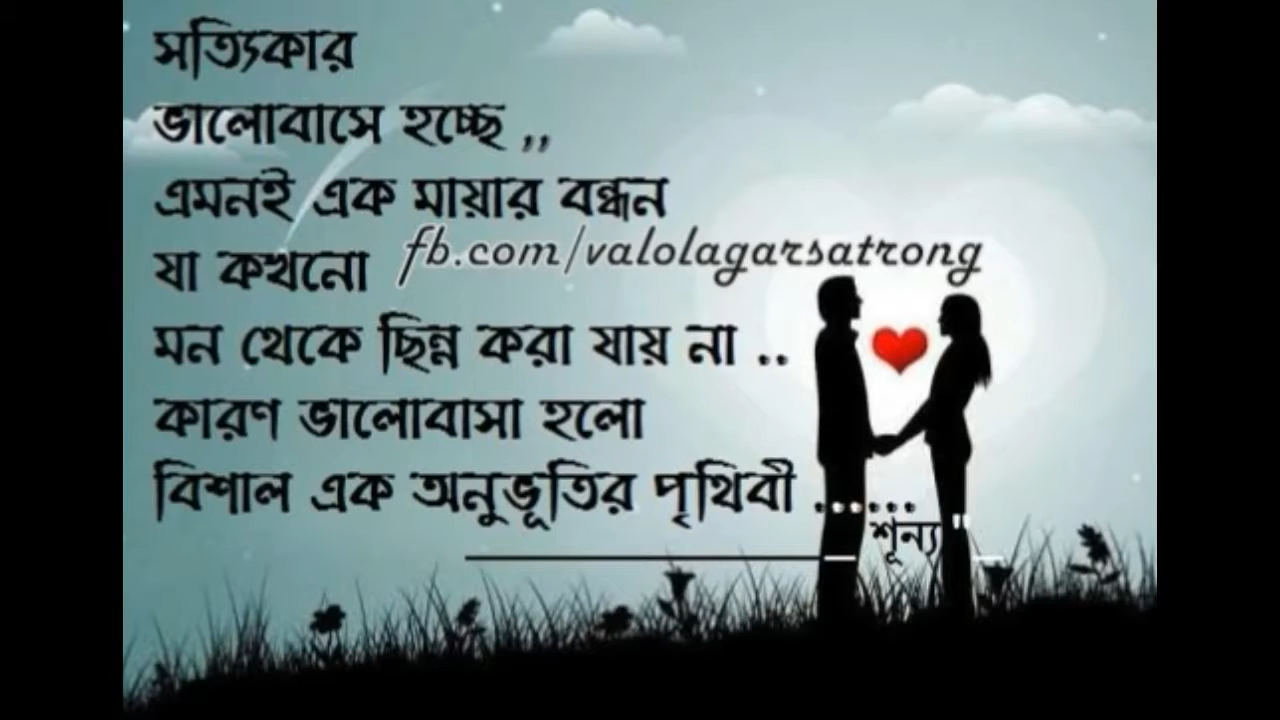 সত্যিকার
ভালোবাসে হচ্ছে ,,
এমনই এক মায়ার বন্ধন
যা কখনো
fb.com/valolagarsatrong
মন থেকে ছিন্ন করা যায় না ..
কারণ ভালোবাসা হলো
বিশাল এক অনুভূতির পৃথিবী ......
শূন্য "